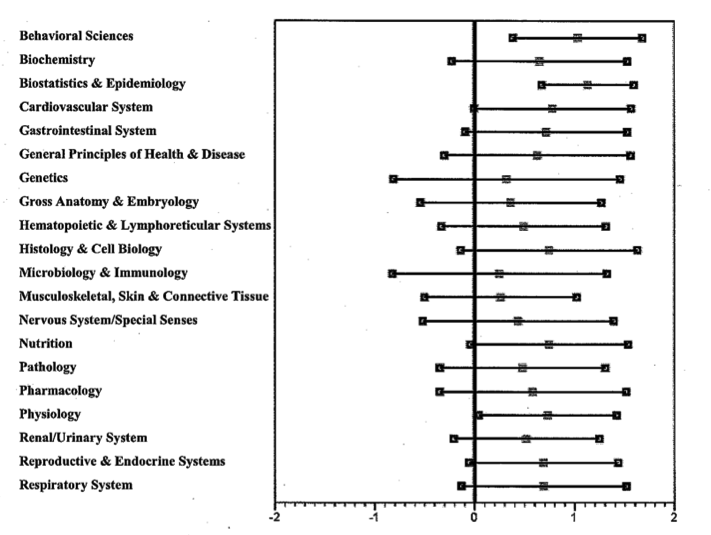 Behavioral Sciences
Biochemistry
Biostatistics & Epidemiology
Cardiovascular System
Gastrointestinal System
General Principles of Health & Disease
Genetics
Gross Anatomy & Embryology
Hematopoietic & Lymphoreticular Systems
Histology & Cell Biology
Microbiology & Immunology
Musculoskeletal, Skin & Connective Tissue
Nervous System/Special Senses
Nutrition
Pathology
Pharmacology
Physiology
Renal/Urinary System
Reproductive & Endocrine Systems
Respiratory System
-2 -1 0 1 2